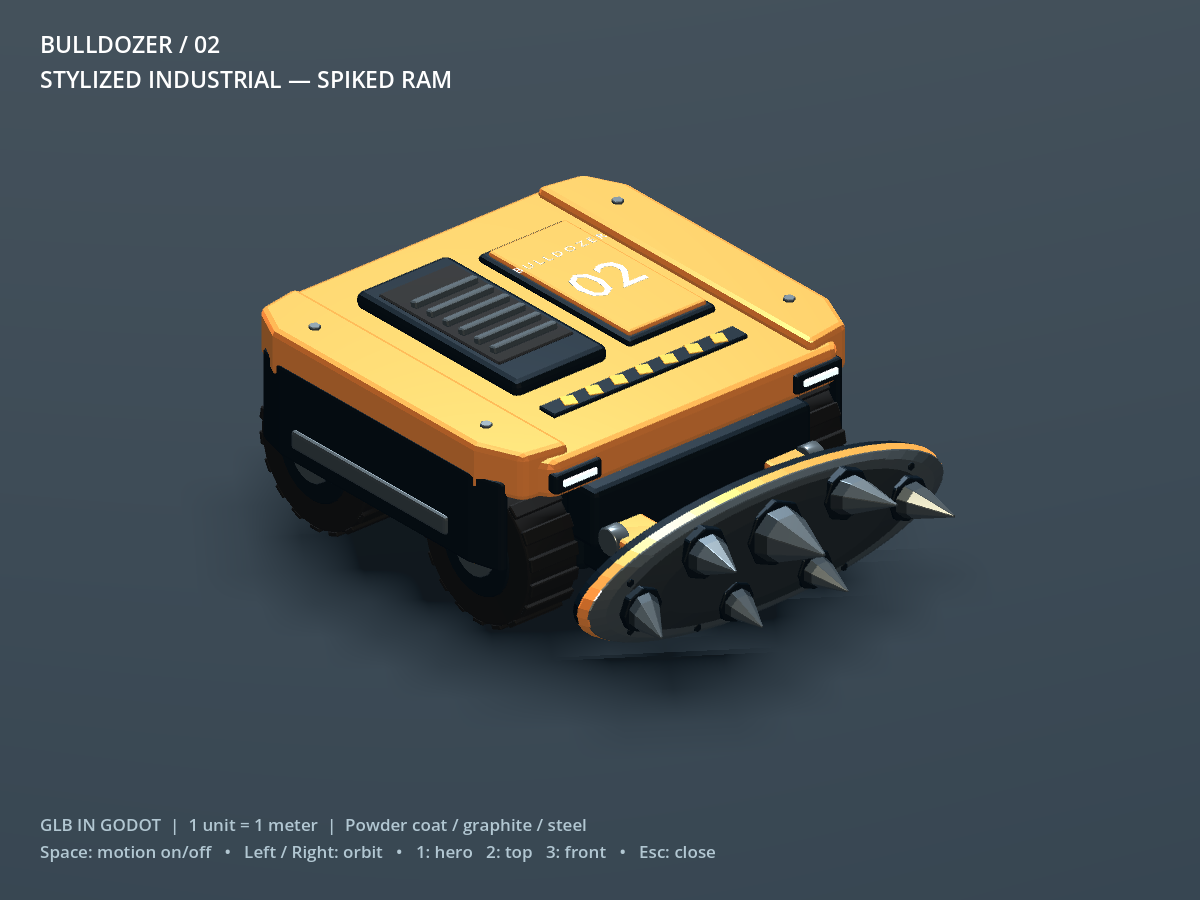 BULLDOZER / 02
STYLIZED INDUSTRIAL — SPIKED RAM
BULLDOZER
02
GLB IN GODOT | 1 unit = 1 meter | Powder coat / graphite / steel
Space: motion on/off • Left / Right: orbit • 1: hero 2: top 3: front • Esc: close